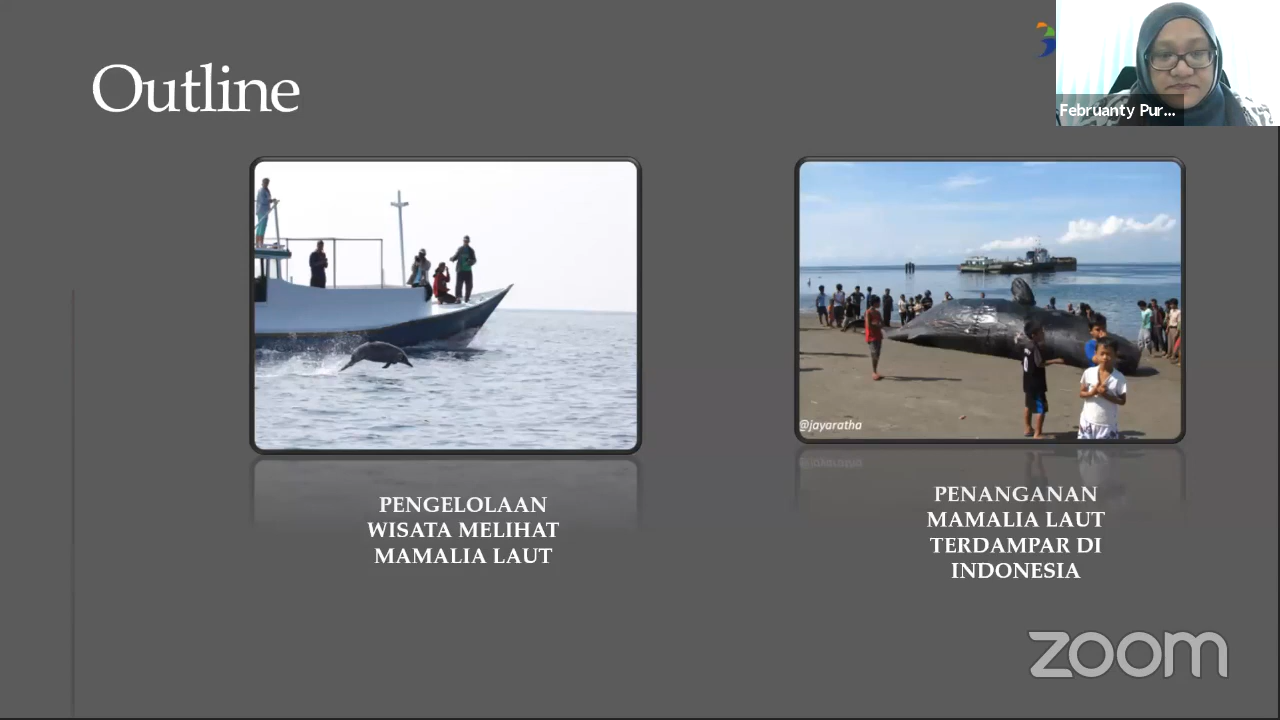 Outline
Februanty Pur...
@jayaratha
PENGELOLAAN
WISATA MELIHAT
MAMALIA LAUT
PENANGANAN
MAMALIA LAUT
TERDAMPAR DI
INDONESIA
zoom